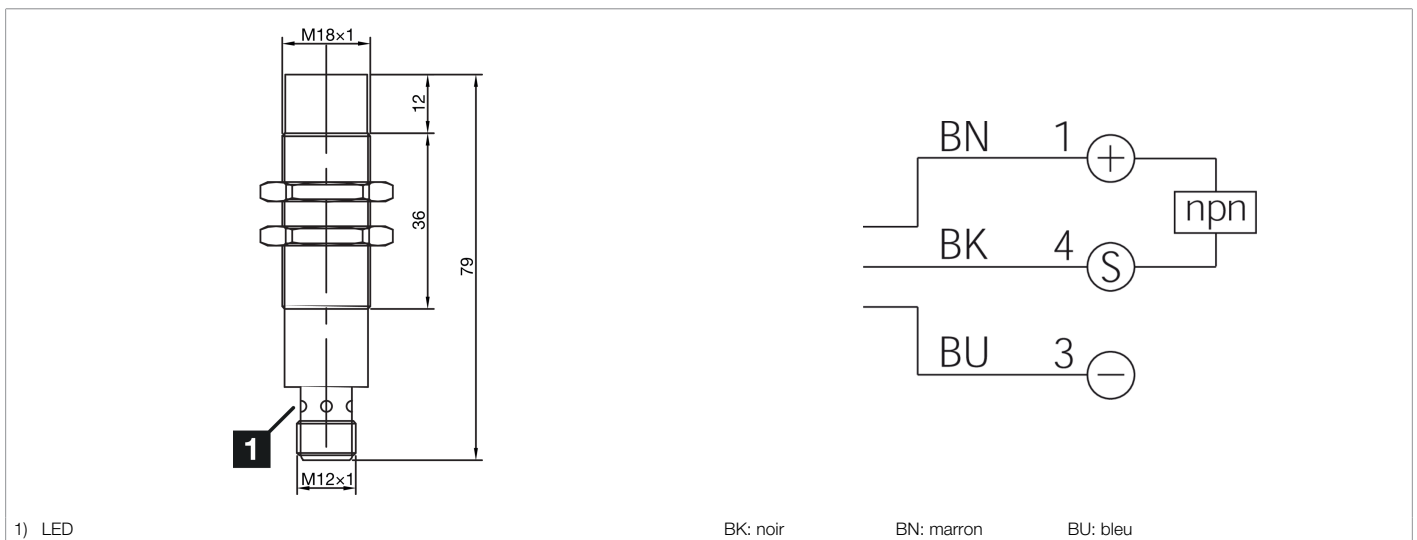 M18×1
12
36
79
1
M12×1
BN 1 +
npn
BK 4 S
BU 3 −
1) LED
BK: noir BN: marron BU: bleu